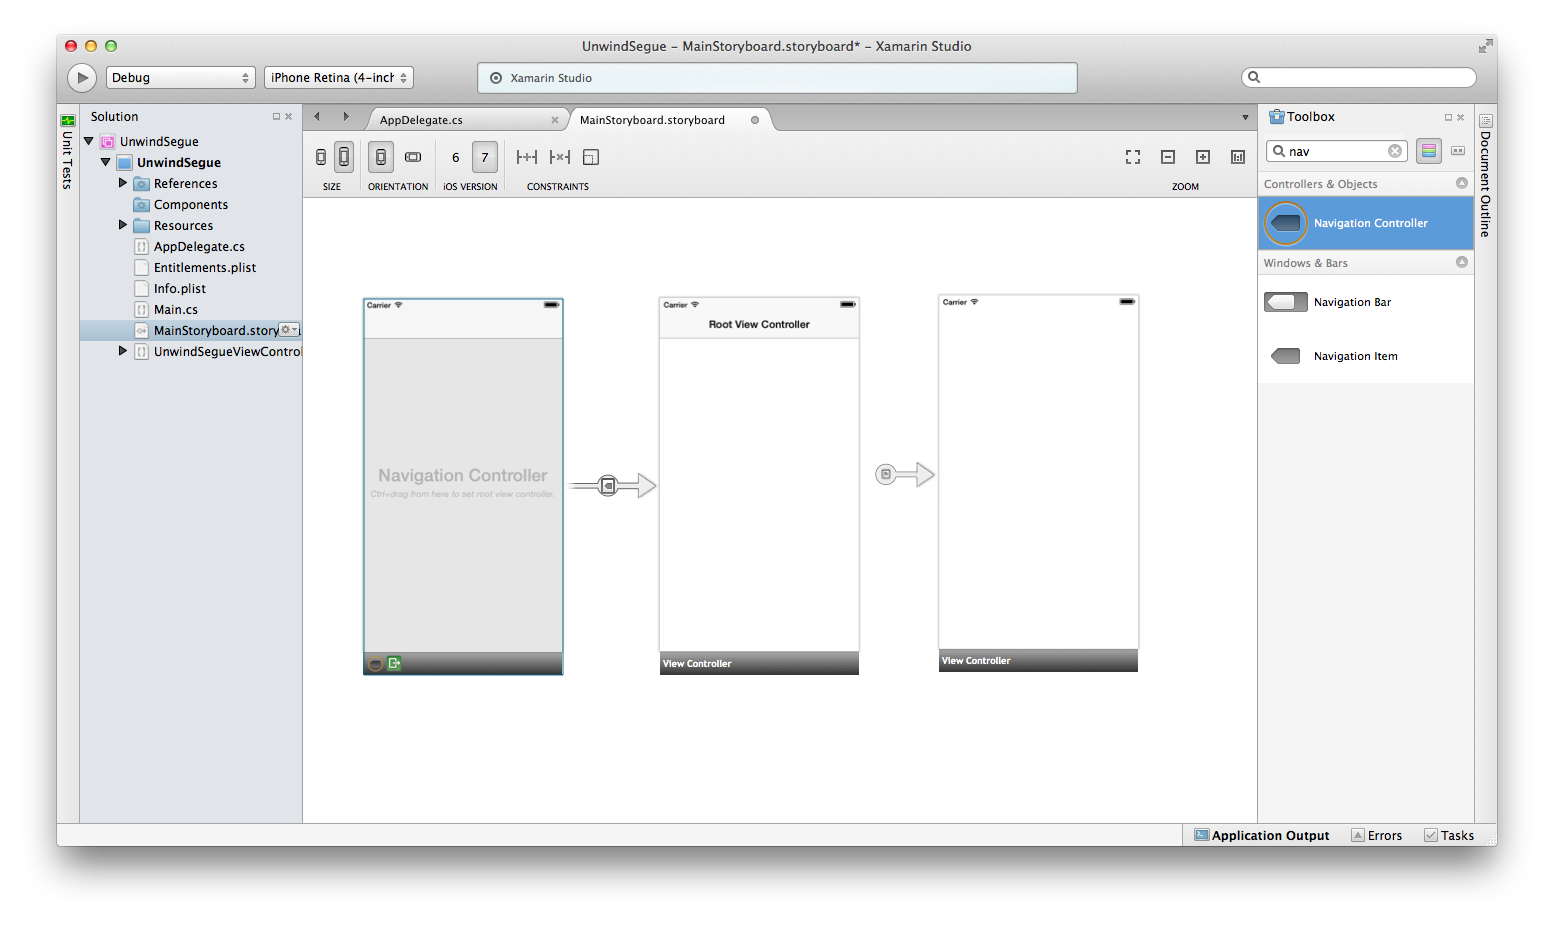 UnwindSegue – MainStoryboard.storyboard* – Xamarin Studio
Debug
iPhone Retina (4-inch
Xamarin Studio
Unit Tests
Solution
UnwindSegue
UnwindSegue
References
Components
Resources
AppDelegate.cs
Entitlements.plist
Info.plist
Main.cs
MainStoryboard.story
UnwindSegueViewContro
AppDelegate.cs
MainStoryboard.storyboard
6
7
SIZE
ORIENTATION
iOS VERSION
CONSTRAINTS
ZOOM
Carrier
Navigation Controller
Ctrl+drag from here to set root view controller.
Carrier
Root View Controller
View Controller
Carrier
View Controller
Toolbox
nav
Controllers & Objects
Navigation Controller
Windows & Bars
Navigation Bar
Navigation Item
Document Outline
Application Output
Errors
Tasks